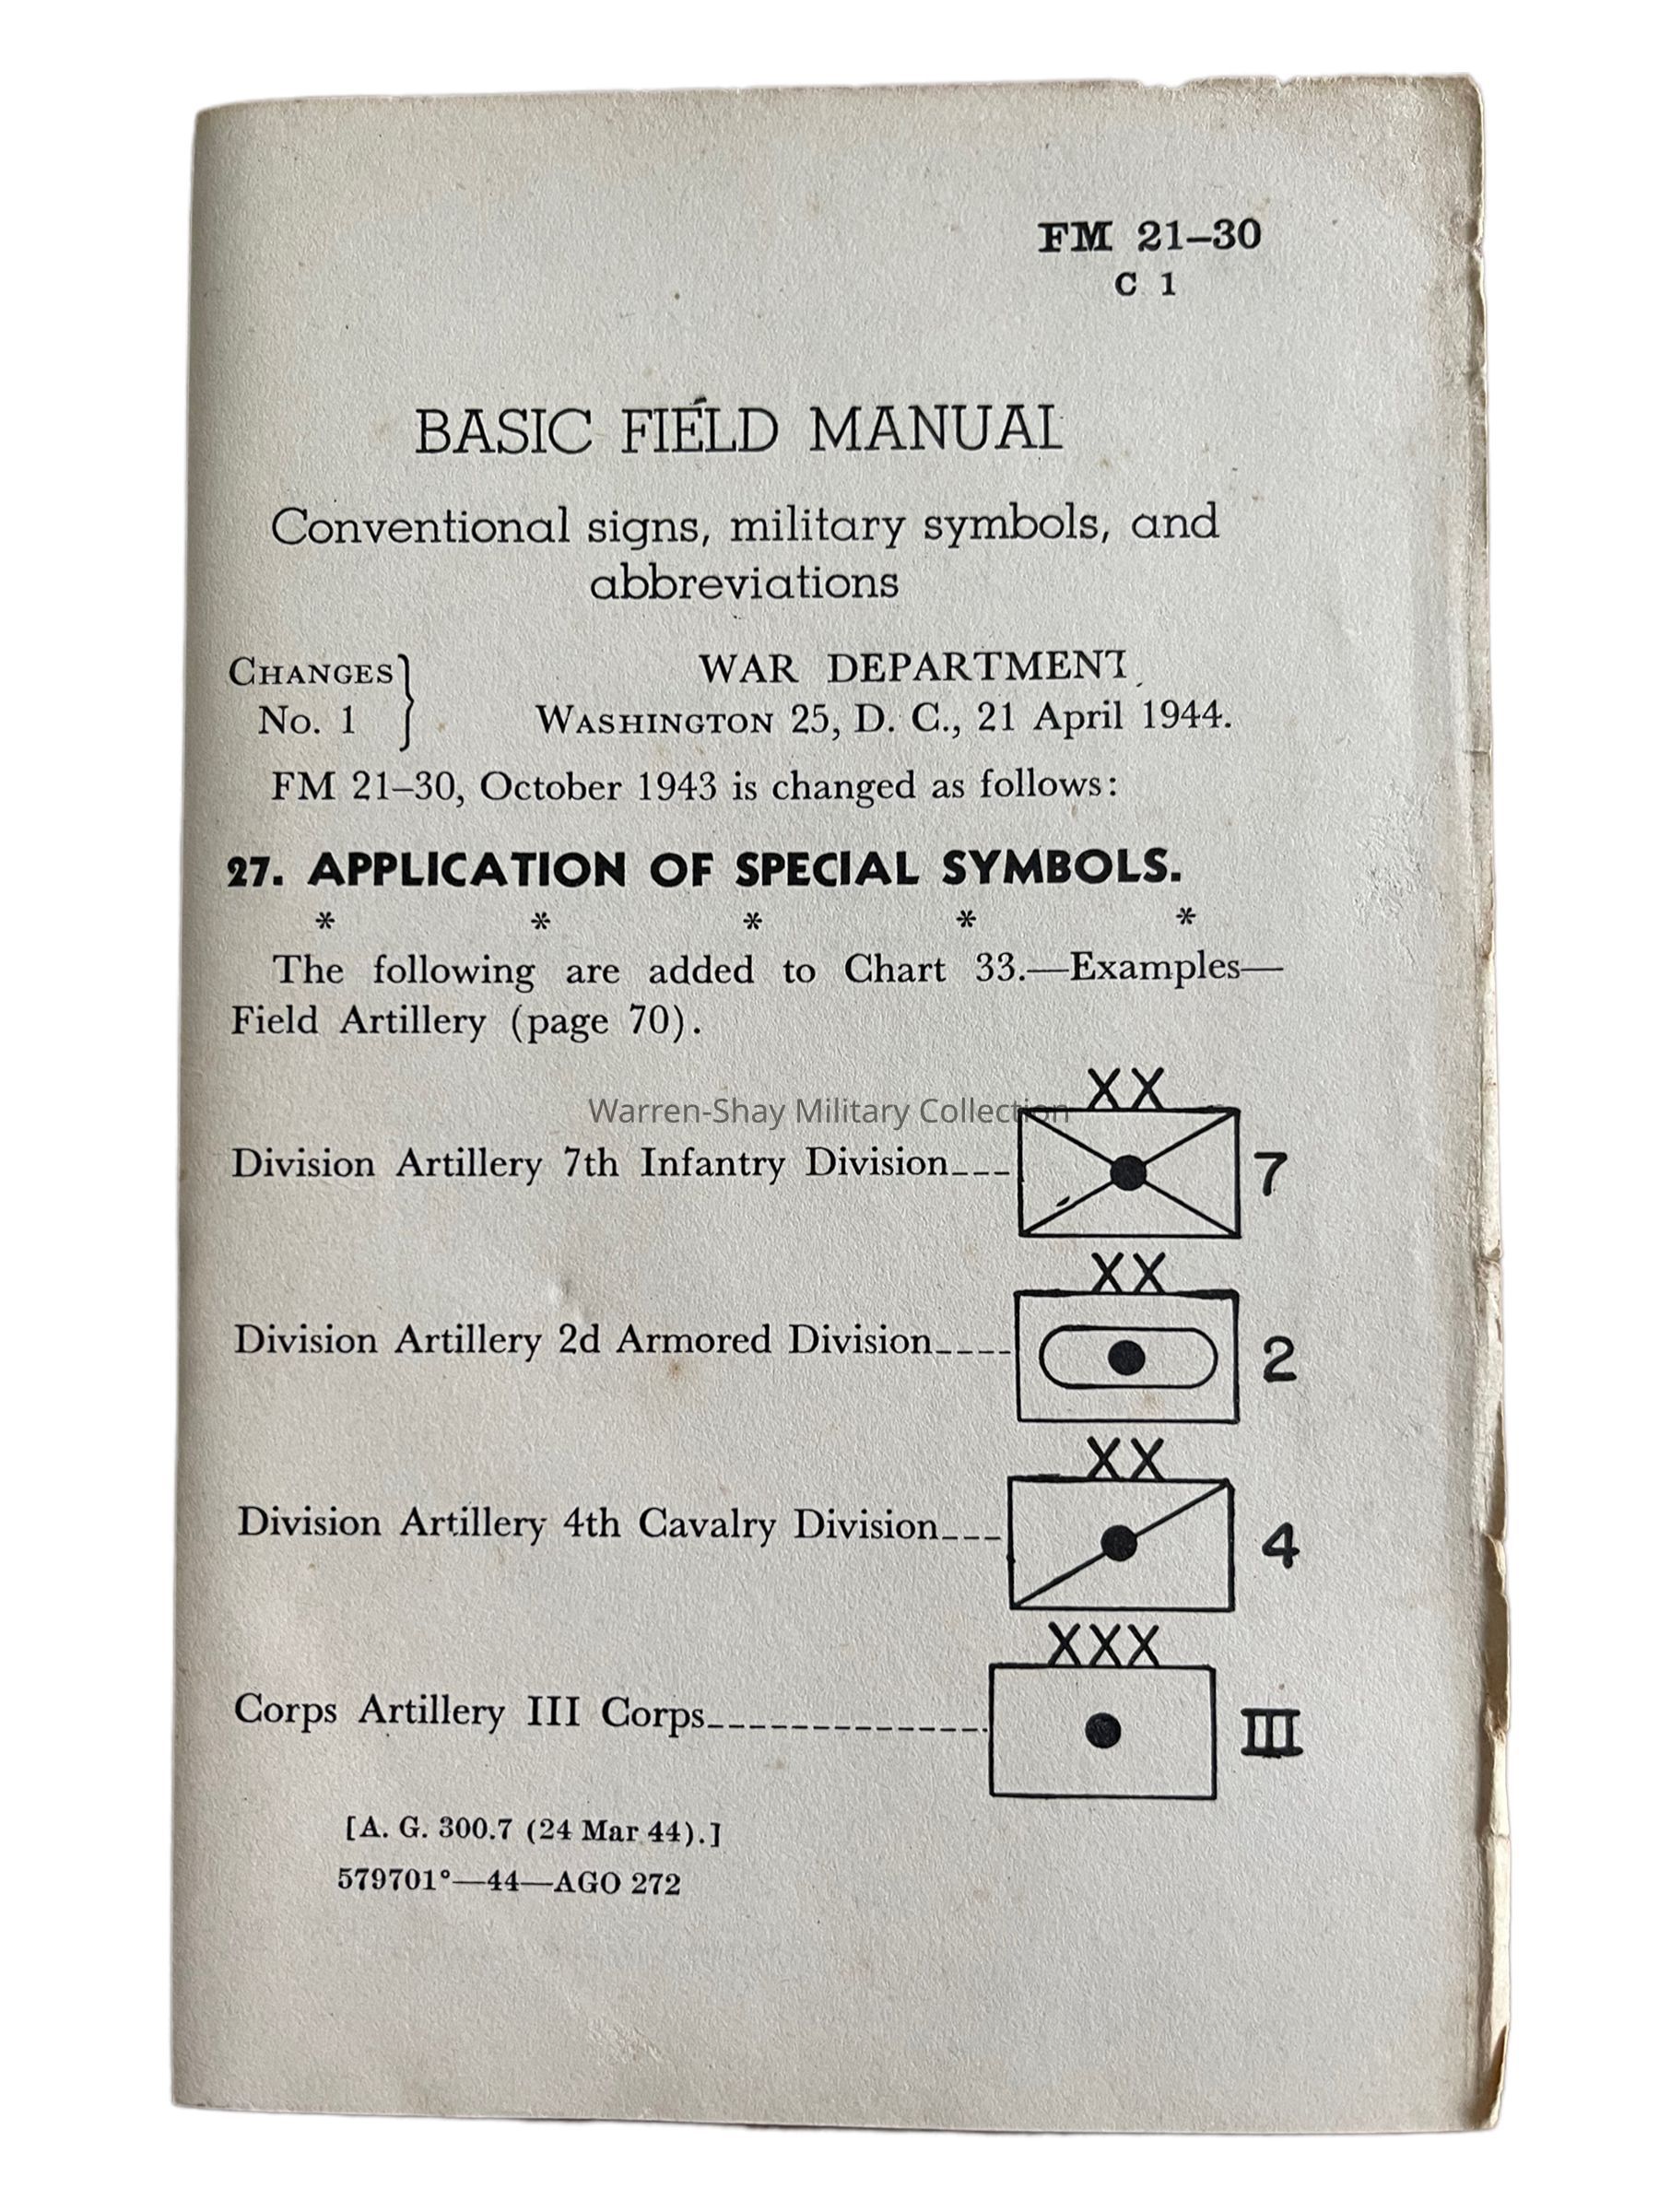 FM 21–30
C 1
BASIC FIELD MANUAL
Conventional signs, military symbols, and
abbreviations
CHANGES
No. 1
WAR DEPARTMENT
WASHINGTON 25, D. C., 21 April 1944.
FM 21–30, October 1943 is changed as follows:
27. APPLICATION OF SPECIAL SYMBOLS.
* * * * *
The following are added to Chart 33.—Examples—
Field Artillery (page 70).
XX
Warren-Shay Military Collection
Division Artillery 7th Infantry Division--- 7
XX
Division Artillery 2d Armored Division---- 2
XX
Division Artillery 4th Cavalry Division--- 4
XXX
Corps Artillery III Corps-------------- III
[A. G. 300.7 (24 Mar 44).]
579701°—44—AGO 272